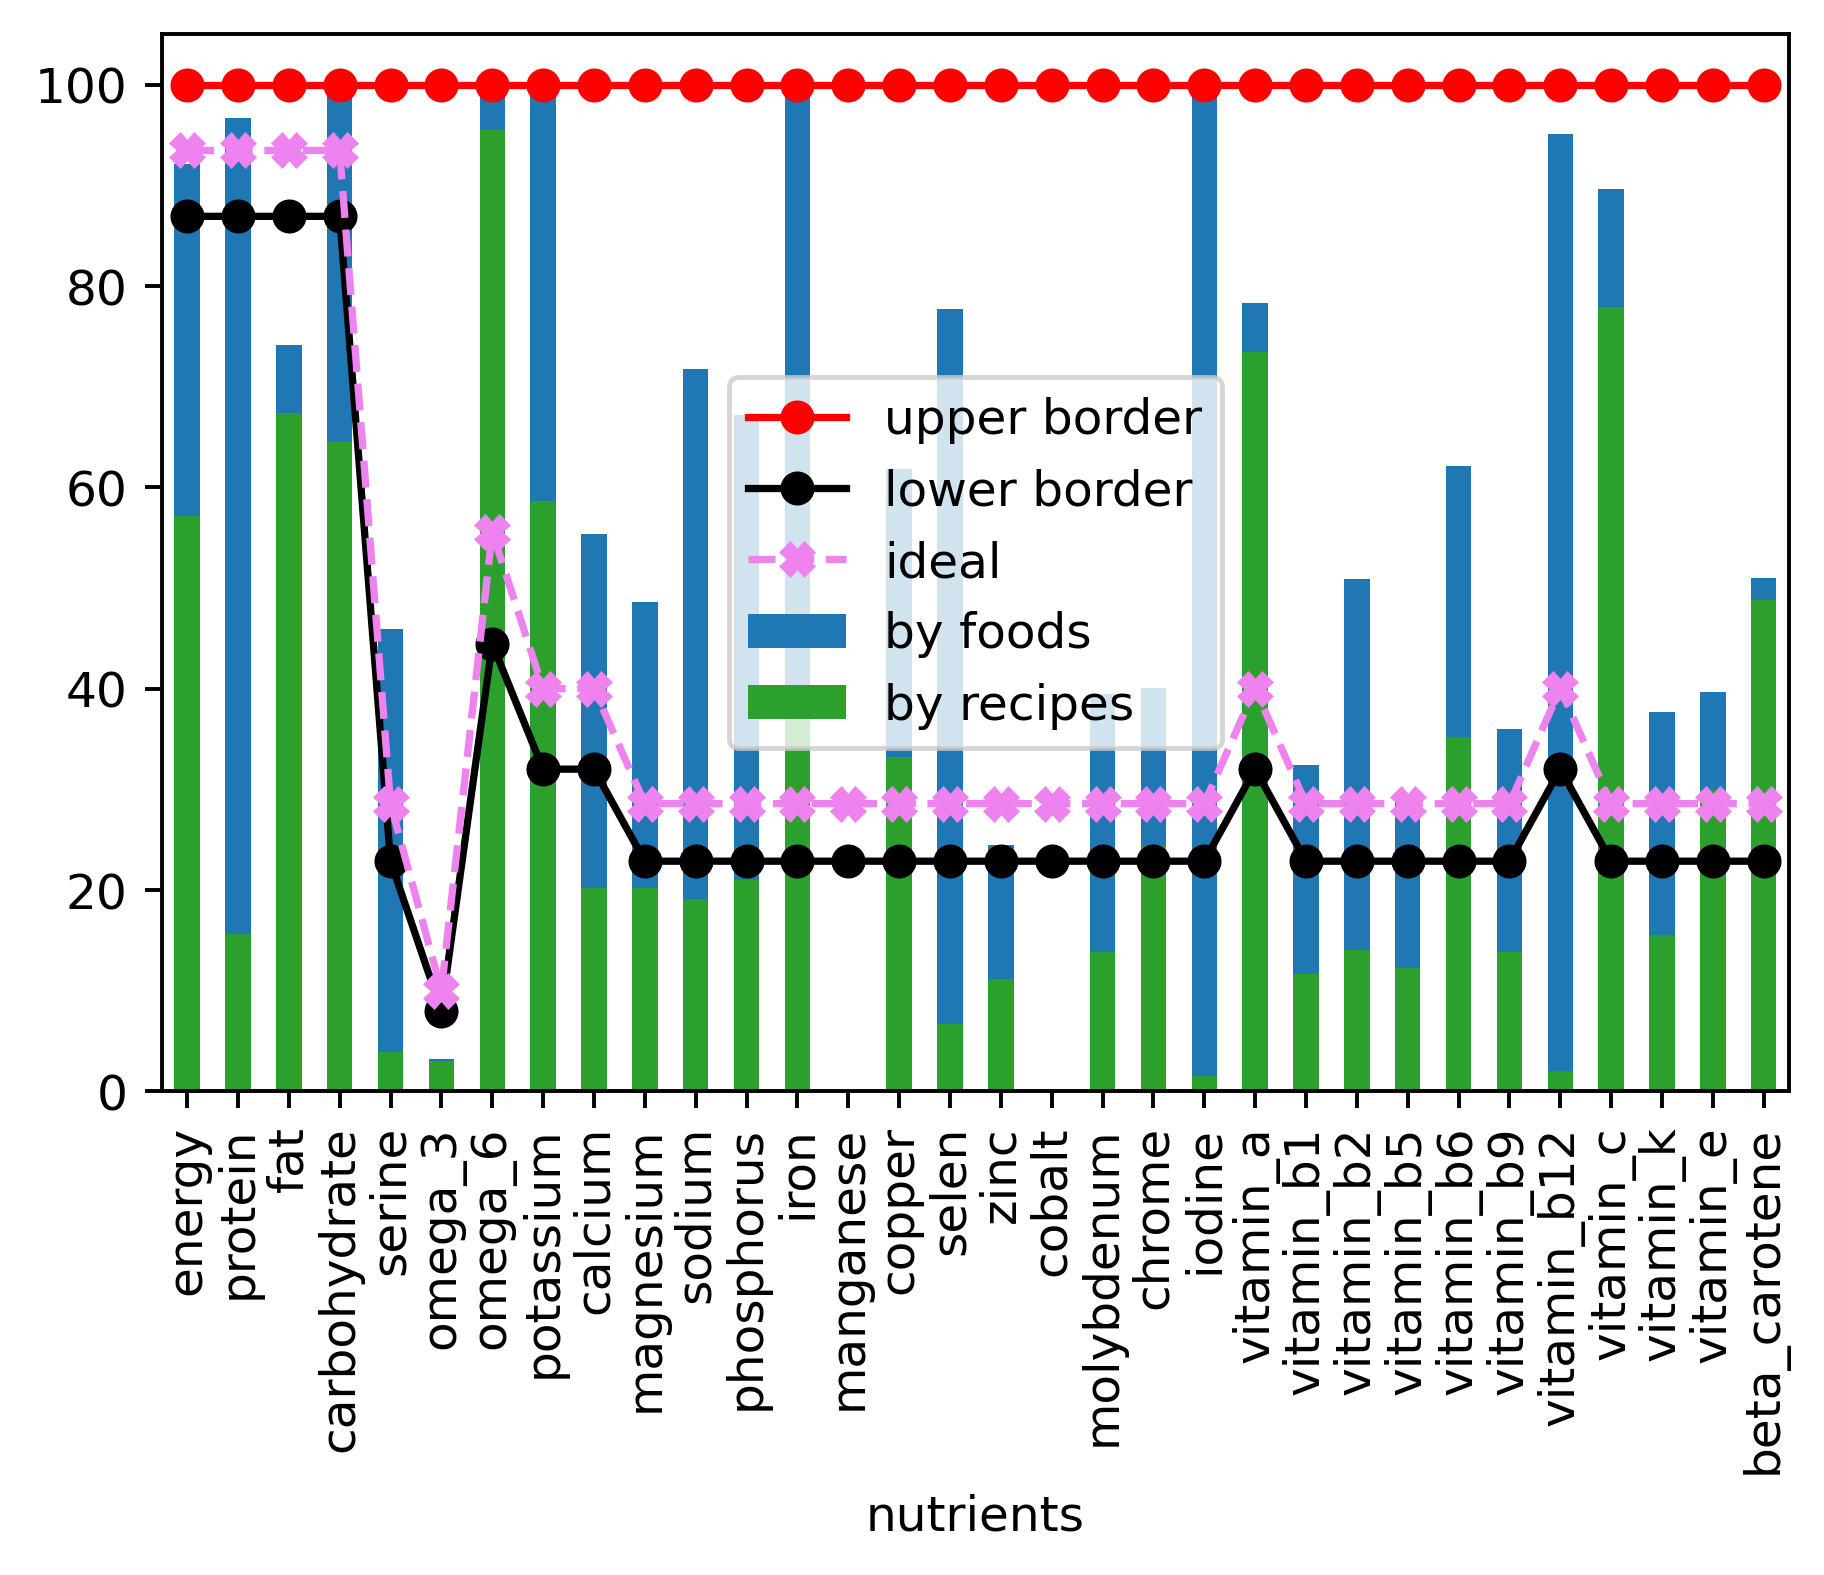 100
80
60
40
20
0
upper border
lower border
ideal
by foods
by recipes
energy
protein
fat
carbohydrate
serine
omega_3
omega_6
potassium
calcium
magnesium
sodium
phosphorus
iron
manganese
copper
selen
zinc
cobalt
molybdenum
chrome
iodine
vitamin_a
vitamin_b1
vitamin_b2
vitamin_b5
vitamin_b6
vitamin_b9
vitamin_b12
vitamin_c
vitamin_k
vitamin_e
beta_carotene
nutrients